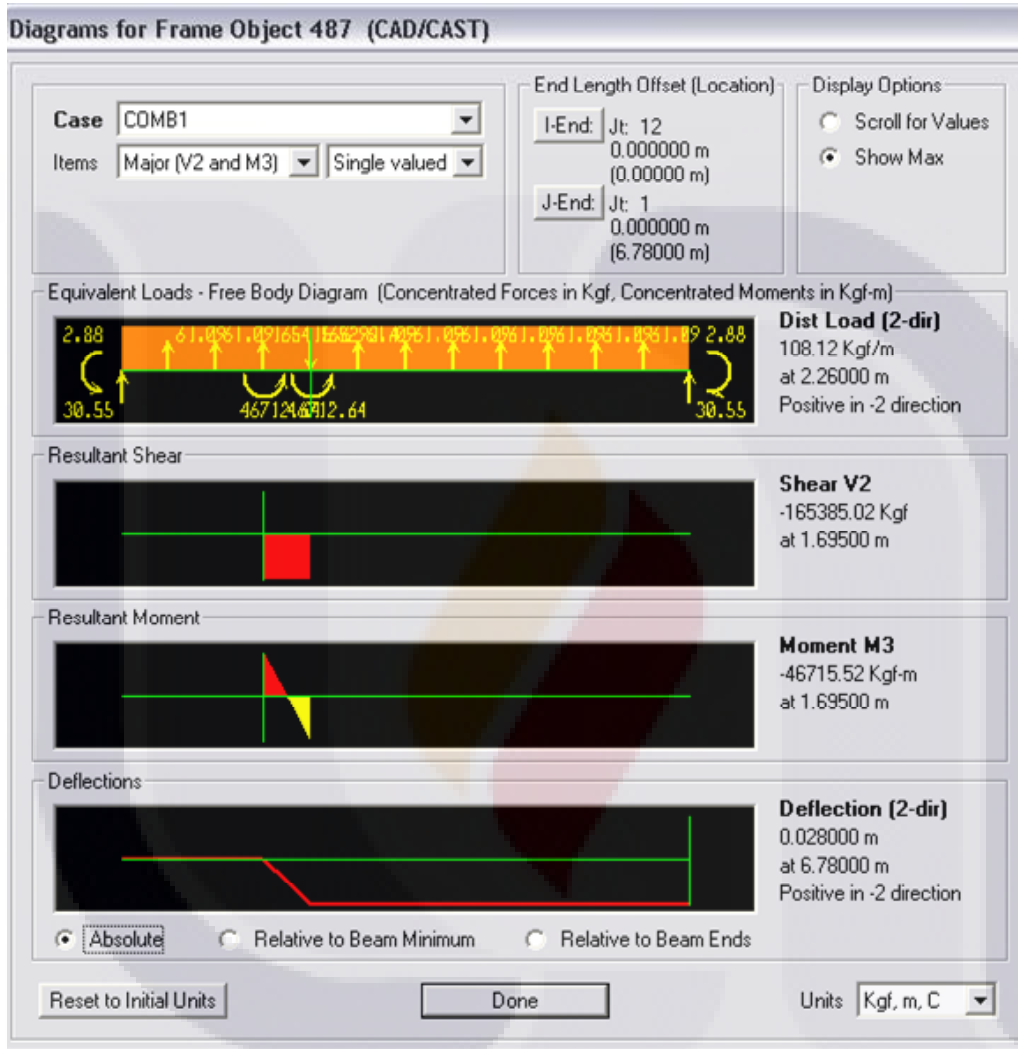 Diagrams for Frame Object 487 (CAD/CAST)
Case COMB1
Items Major (V2 and M3) Single valued
End Length Offset (Location)
I-End: Jt: 12
0.000000 m
(0.00000 m)
J-End: Jt: 1
0.000000 m
(6.78000 m)
Display Options
Scroll for Values
Show Max
Equivalent Loads - Free Body Diagram (Concentrated Forces in Kgf, Concentrated Moments in Kgf-m)
2.88 2.88
30.55 30.55
Dist Load (2-dir)
108.12 Kgf/m
at 2.26000 m
Positive in -2 direction
Resultant Shear
Shear V2
-165385.02 Kgf
at 1.69500 m
Resultant Moment
Moment M3
-46715.52 Kgf-m
at 1.69500 m
Deflections
Deflection (2-dir)
0.028000 m
at 6.78000 m
Positive in -2 direction
Absolute Relative to Beam Minimum Relative to Beam Ends
Reset to Initial Units Done Units Kgf, m, C